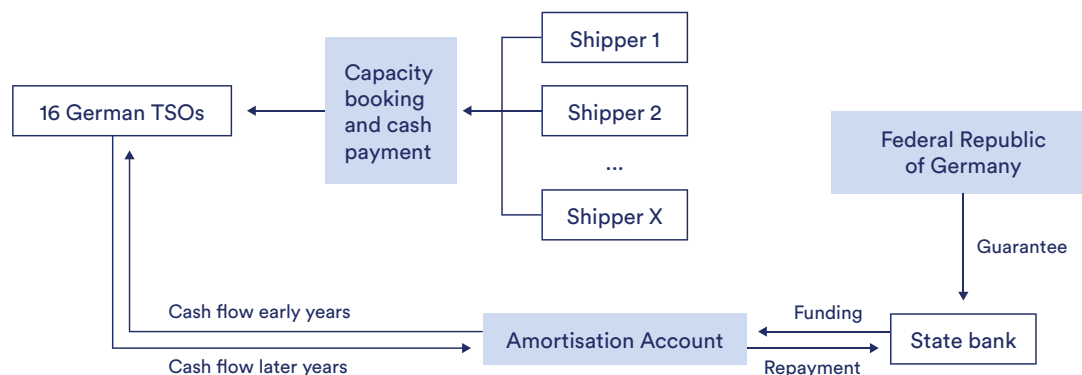 Shipper 1
Capacity
booking
and cash
payment
16 German TSOs
Shipper 2
...
Shipper X
Federal Republic
of Germany
Guarantee
Cash flow early years
Cash flow later years
Amortisation Account
Funding
Repayment
State bank